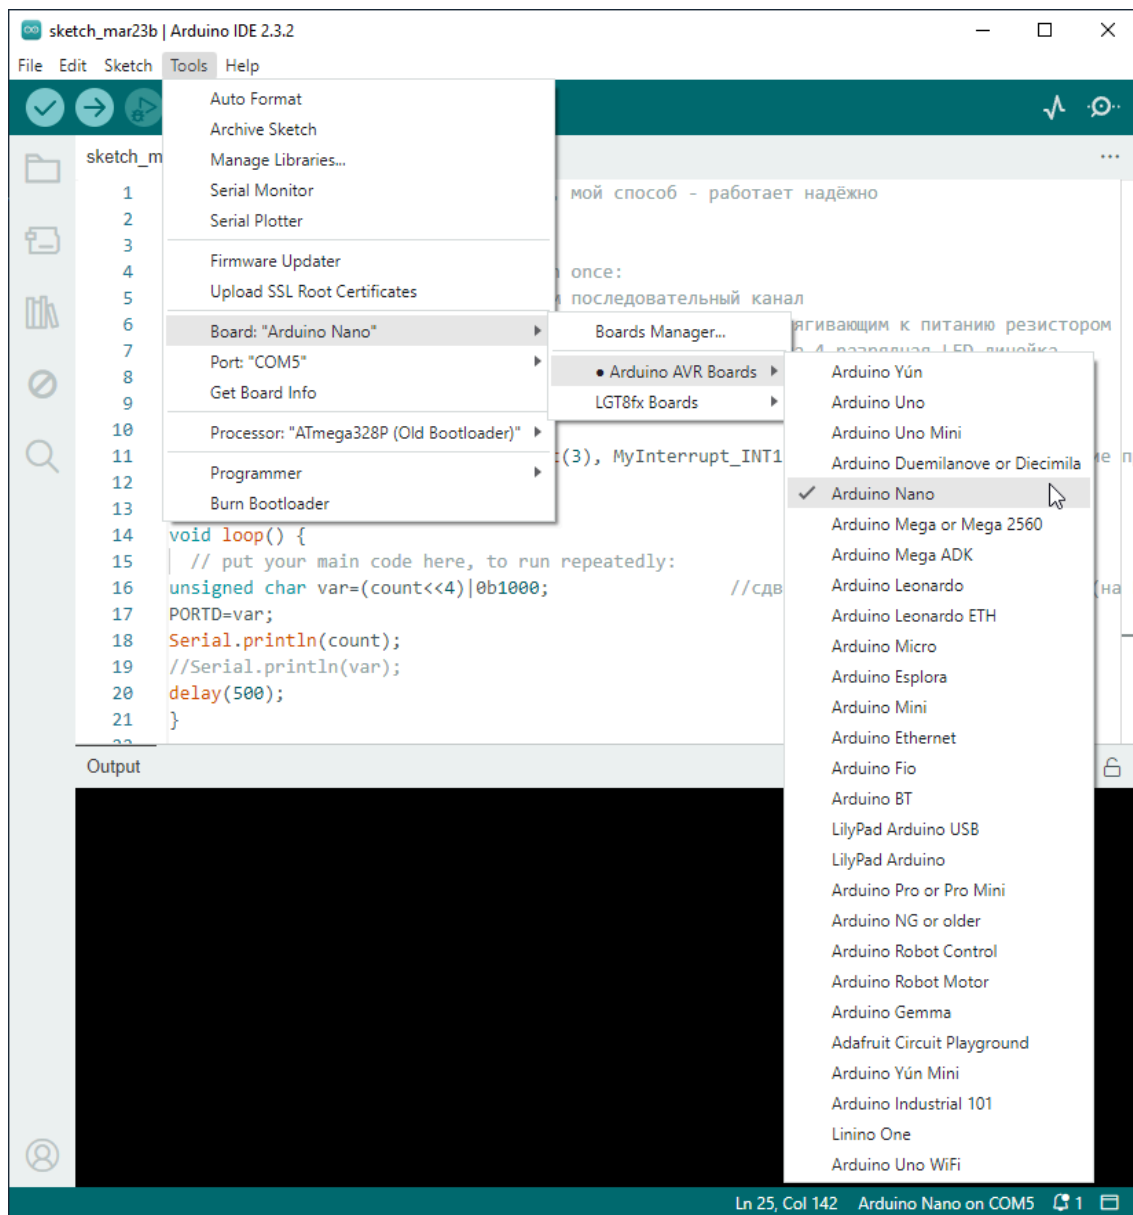 sketch_mar23b | Arduino IDE 2.3.2
File Edit Sketch Tools Help
Auto Format
Archive Sketch
Manage Libraries...
Serial Monitor
Serial Plotter
Firmware Updater
Upload SSL Root Certificates
Board: "Arduino Nano"
Port: "COM5"
Get Board Info
Processor: "ATmega328P (Old Bootloader)"
Programmer
Burn Bootloader
Boards Manager...
● Arduino AVR Boards
LGT8fx Boards
Arduino Yún
Arduino Uno
Arduino Uno Mini
Arduino Duemilanove or Diecimila
✓ Arduino Nano
Arduino Mega or Mega 2560
Arduino Mega ADK
Arduino Leonardo
Arduino Leonardo ETH
Arduino Micro
Arduino Esplora
Arduino Mini
Arduino Ethernet
Arduino Fio
Arduino BT
LilyPad Arduino USB
LilyPad Arduino
Arduino Pro or Pro Mini
Arduino NG or older
Arduino Robot Control
Arduino Robot Motor
Arduino Gemma
Adafruit Circuit Playground
Arduino Yún Mini
Arduino Industrial 101
Linino One
Arduino Uno WiFi
sketch_m
1 мой способ - работает надёжно
2
3
4 once:
5 последовательный канал
6 ягивающим к питанию резистором
7
8
9
10
11 (3), MyInterrupt_INT1
12
13
14 void loop() {
15 // put your main code here, to run repeatedly:
16 unsigned char var=(count<<4)|0b1000; //сдв (на
17 PORTD=var;
18 Serial.println(count);
19 //Serial.println(var);
20 delay(500);
21 }
Output
Ln 25, Col 142 Arduino Nano on COM5 1